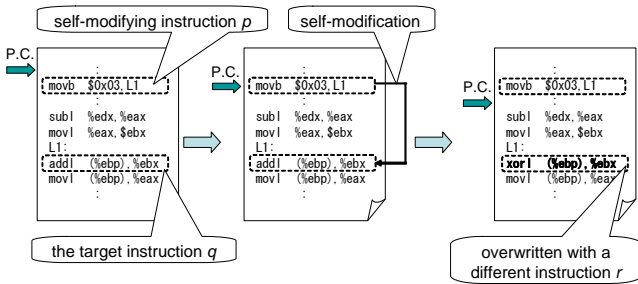 self-modifying instruction p
self-modification
P.C.
:
movb $0x03, L1
:
subl %edx, %eax
movl %eax, $ebx
L1:
addl (%ebp), %ebx
movl (%ebp), %eax
:
the target instruction q
P.C.
:
movb $0x03, L1
:
subl %edx, %eax
movl %eax, $ebx
L1:
addl (%ebp), %ebx
movl (%ebp), %eax
:
P.C.
:
movb $0x03, L1
:
subl %edx, %eax
movl %eax, $ebx
L1:
xorl (%ebp), %ebx
movl (%ebp), %eax
:
overwritten with a
different instruction r